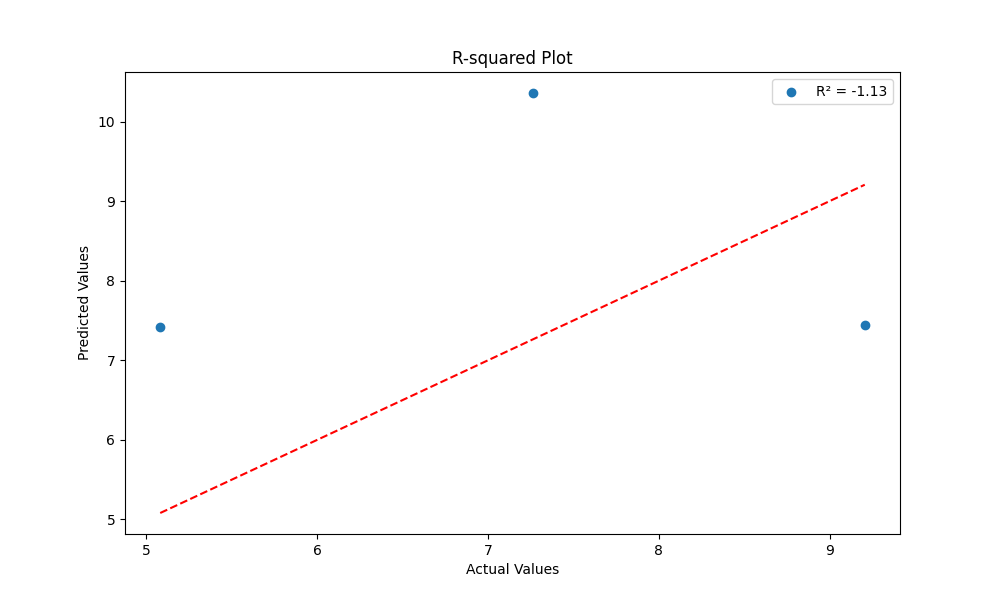 R-squared Plot
R² = -1.13
10
9
8
7
6
5
Predicted Values
5
6
7
8
9
Actual Values